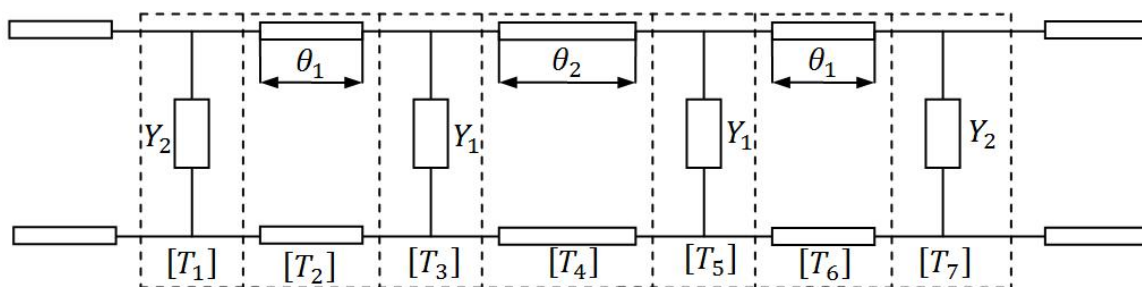 θ₁ θ₂ θ₁
Y₂ Y₁ Y₁ Y₂
[T₁] [T₂] [T₃] [T₄] [T₅] [T₆] [T₇]